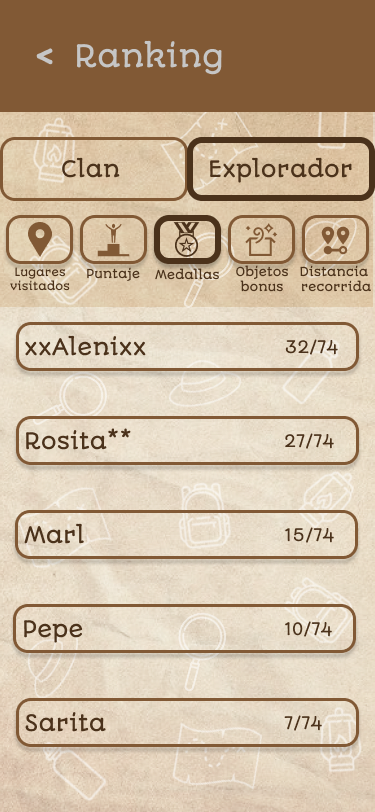 < Ranking
Clan Explorador
Lugares visitados Puntaje Medallas Objetos bonus Distancia recorrida
xxAlenixx 32/74
Rosita** 27/74
Marl 15/74
Pepe 10/74
Sarita 7/74